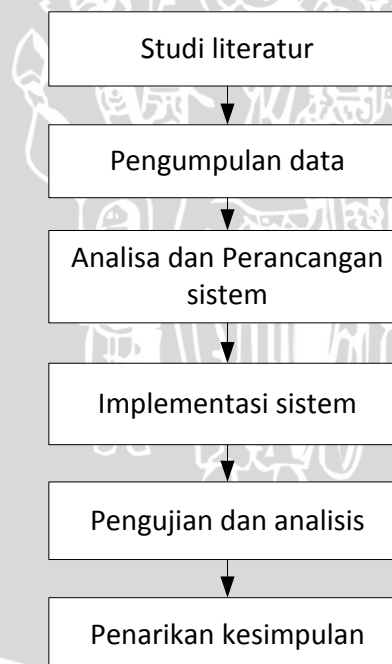 Studi literatur
Pengumpulan data
Analisa dan Perancangan
sistem
Implementasi sistem
Pengujian dan analisis
Penarikan kesimpulan